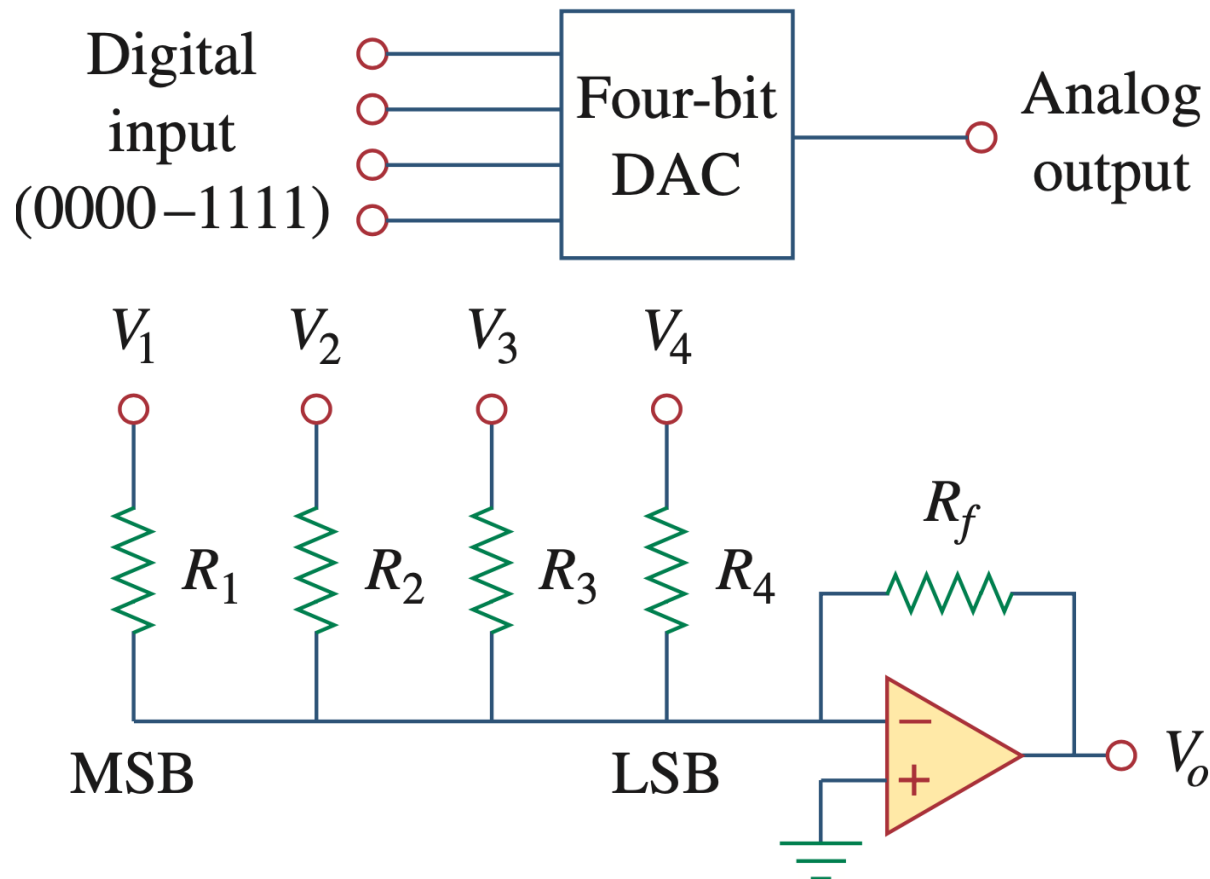 Digital
input
(0000–1111)
Four-bit
DAC
Analog
output
V1 V2 V3 V4
R1 R2 R3 R4
Rf
−
+
MSB LSB
Vo